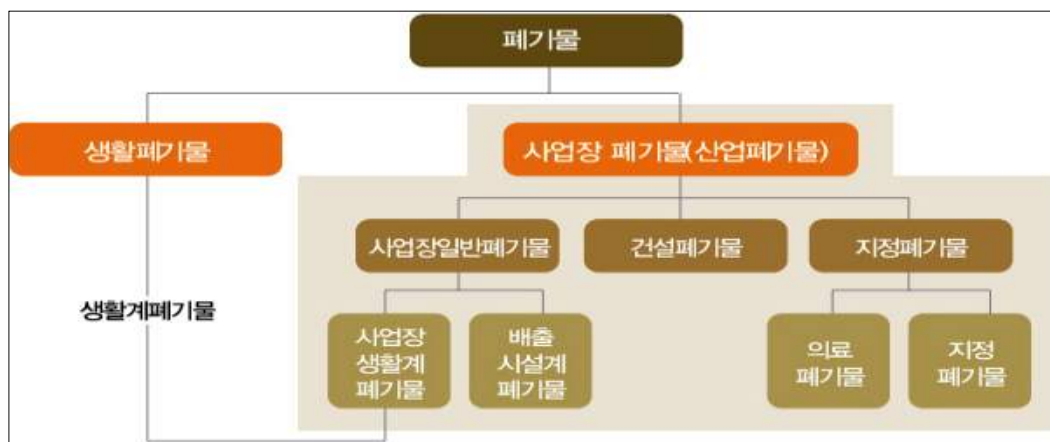 폐기물
생활폐기물
사업장 폐기물(산업폐기물)
사업장일반폐기물
건설폐기물
지정폐기물
생활계폐기물
사업장
생활계
폐기물
배출
시설계
폐기물
의료
폐기물
지정
폐기물